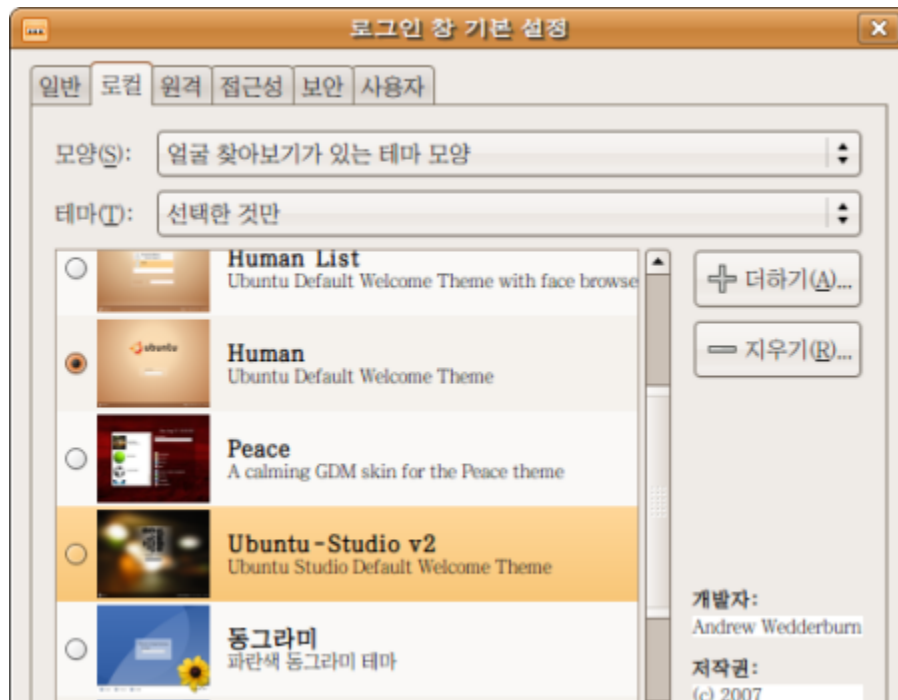 로그인 창 기본 설정
일반 로컬 원격 접근성 보안 사용자
모양(S): 얼굴 찾아보기가 있는 테마 모양
테마(T): 선택한 것만
Human List
Ubuntu Default Welcome Theme with face browse
더하기(A)...
ubuntu
Human
Ubuntu Default Welcome Theme
지우기(R)...
Peace
A calming GDM skin for the Peace theme
Ubuntu-Studio v2
Ubuntu Studio Default Welcome Theme
동그라미
파란색 동그라미 테마
개발자:
Andrew Wedderburn
저작권:
(c) 2007